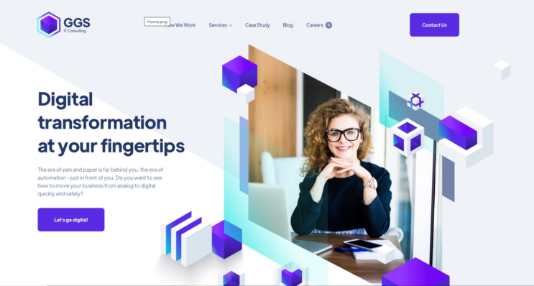 GGS
IT Consulting
Home.png
We Work
Services
Case Study
Blog
Careers
Contact Us
Digital
transformation
at your fingertips
The era of pen and paper is far behind you, the era of
automation - just in front of you. Do you want to see
how to move your business from analog to digital
quickly and safely?
Let's go digital!